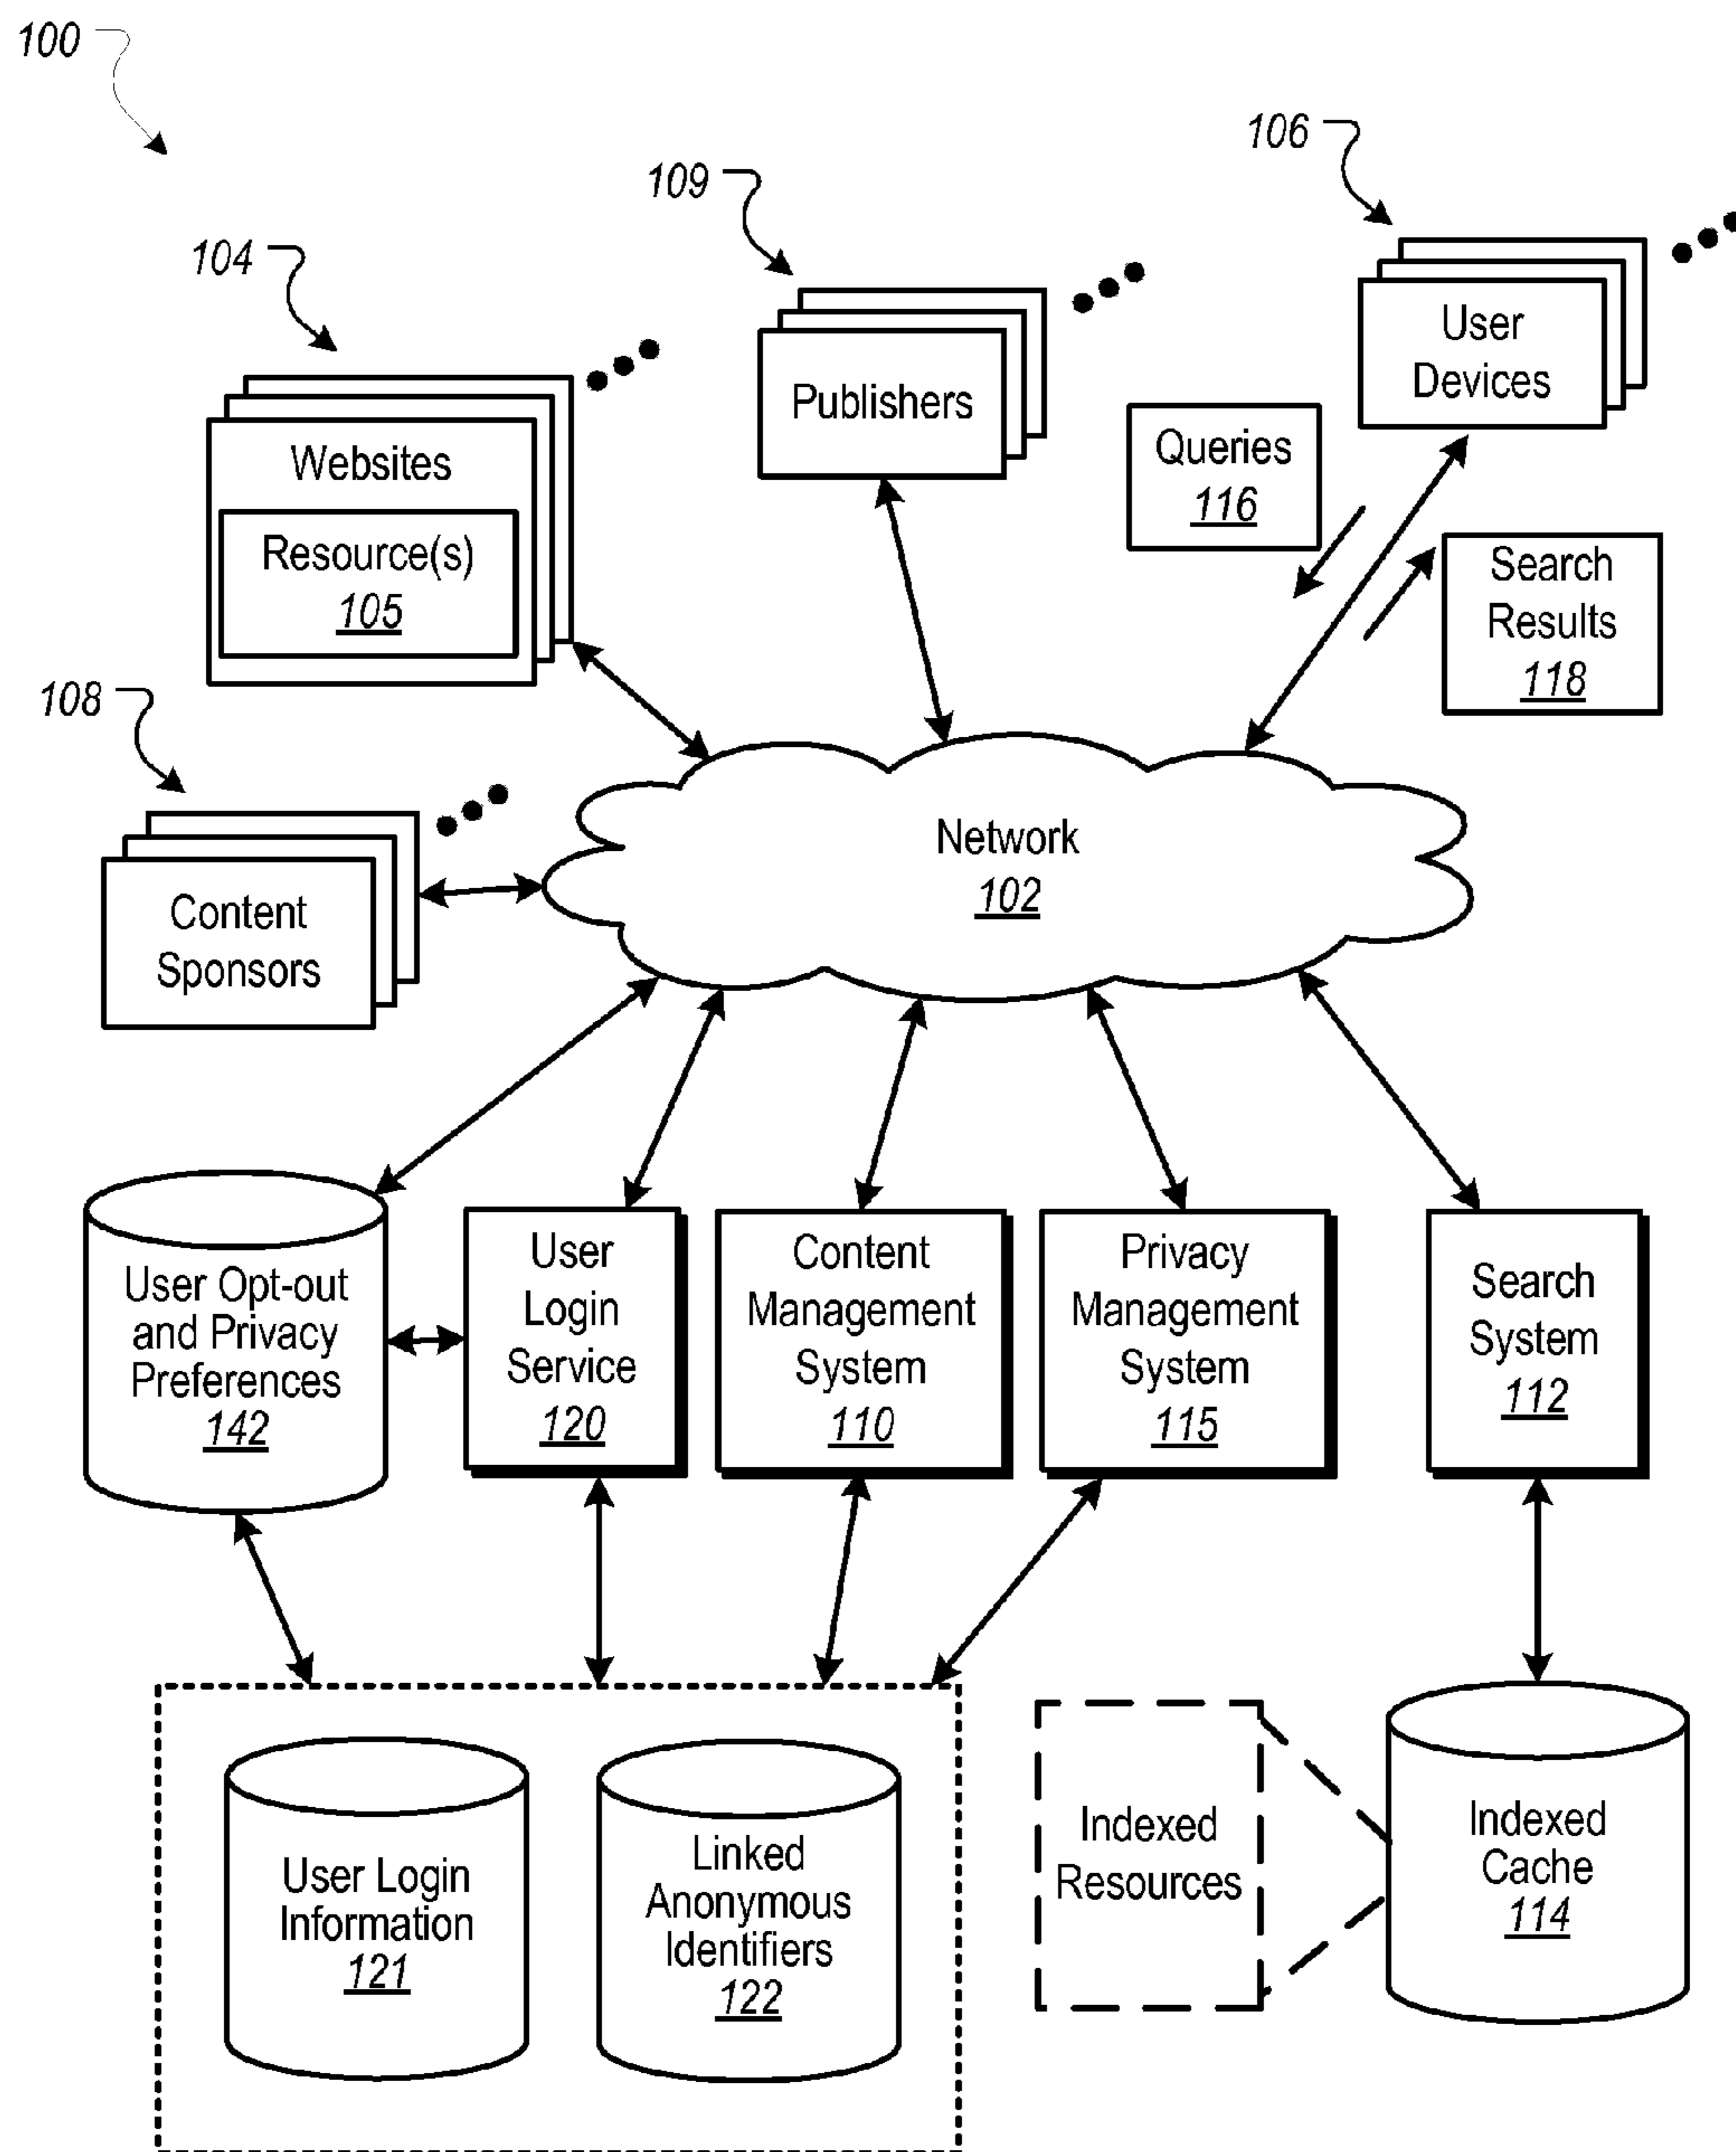 100
106
109
104
User
Devices
Publishers
Queries
116
Websites
Resource(s)
105
Search
Results
118
108
Network
102
Content
Sponsors
User Opt-out
and Privacy
Preferences
142
User
Login
Service
120
Content
Management
System
110
Privacy
Management
System
115
Search
System
112
User Login
Information
121
Linked
Anonymous
Identifiers
122
Indexed
Resources
Indexed
Cache
114